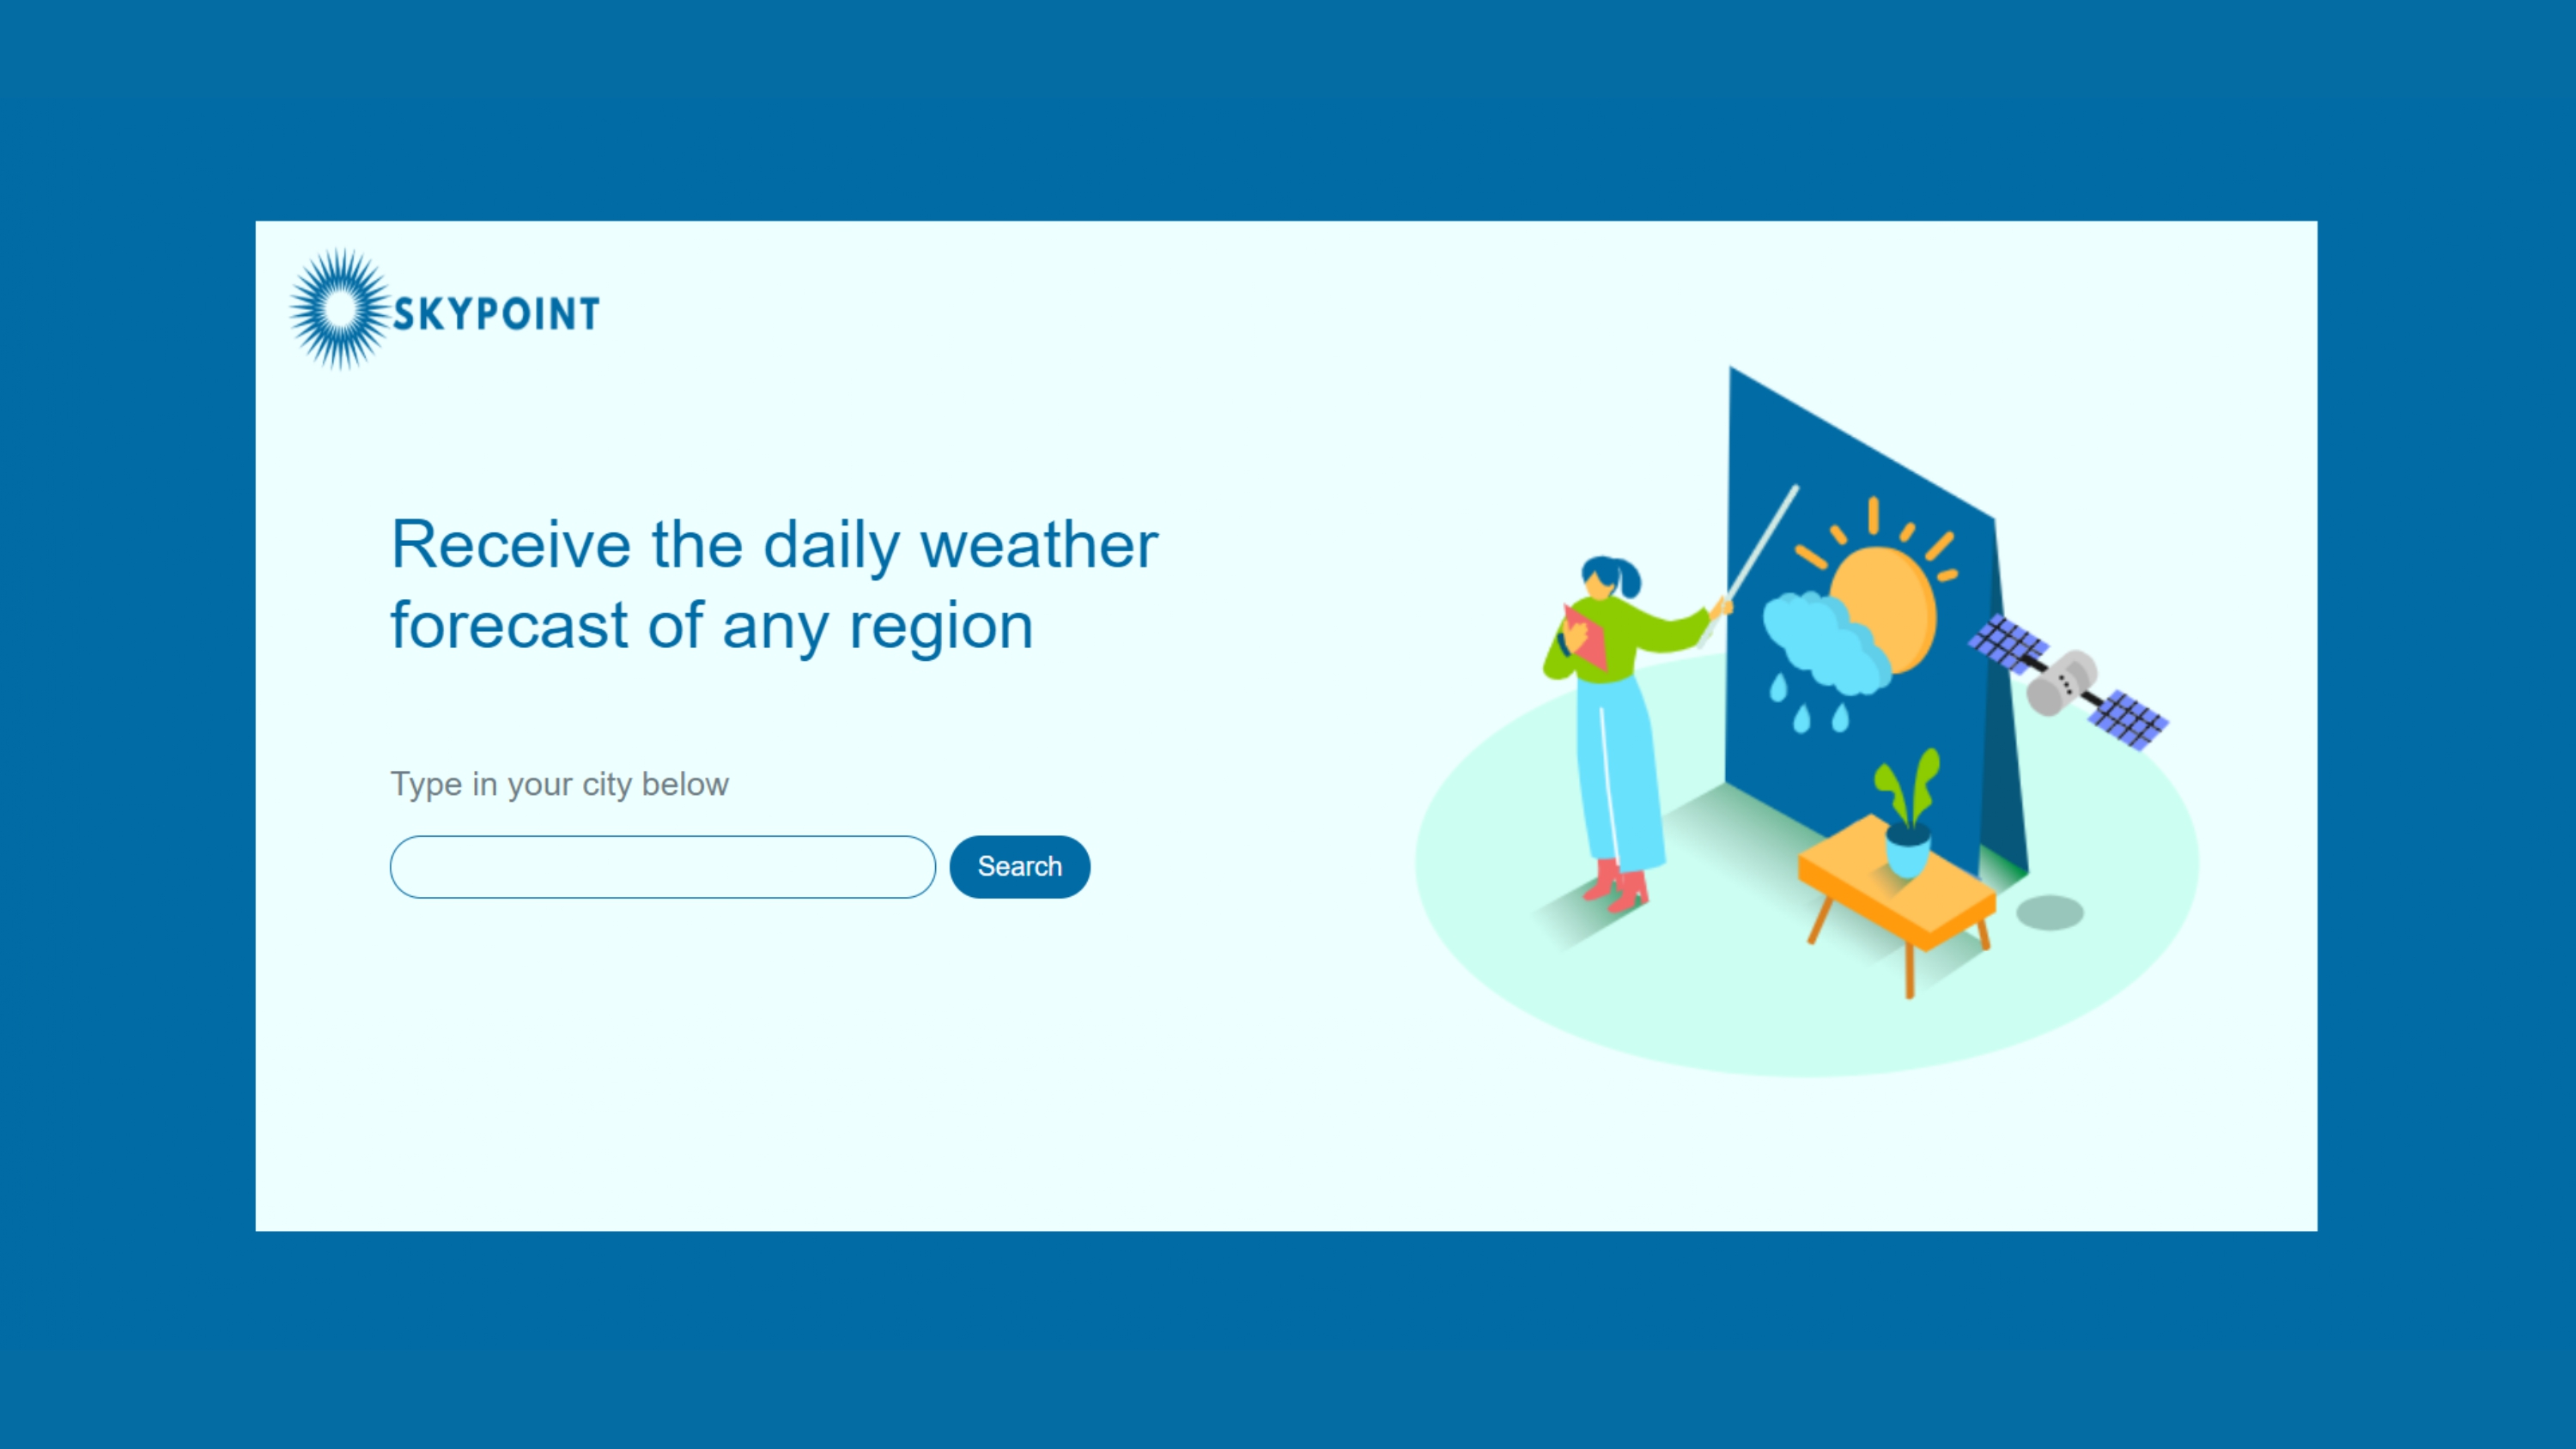 SKYPOINT
Receive the daily weather
forecast of any region
Type in your city below
Search